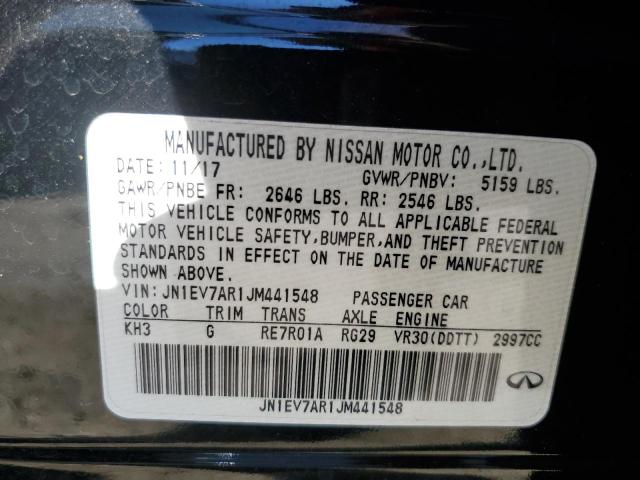 MANUFACTURED BY NISSAN MOTOR CO.,LTD.
DATE: 11/17 GVWR/PNBV: 5159 LBS.
GAWR/PNBE FR: 2646 LBS. RR: 2546 LBS.
THIS VEHICLE CONFORMS TO ALL APPLICABLE FEDERAL
MOTOR VEHICLE SAFETY,BUMPER,AND THEFT PREVENTION
STANDARDS IN EFFECT ON THE DATE OF MANUFACTURE
SHOWN ABOVE.
VIN:JN1EV7AR1JM441548 PASSENGER CAR
COLOR TRIM TRANS AXLE ENGINE
KH3 G RE7R01A RG29 VR30(DDTT) 2997CC
JN1EV7AR1JM441548
INFINITI